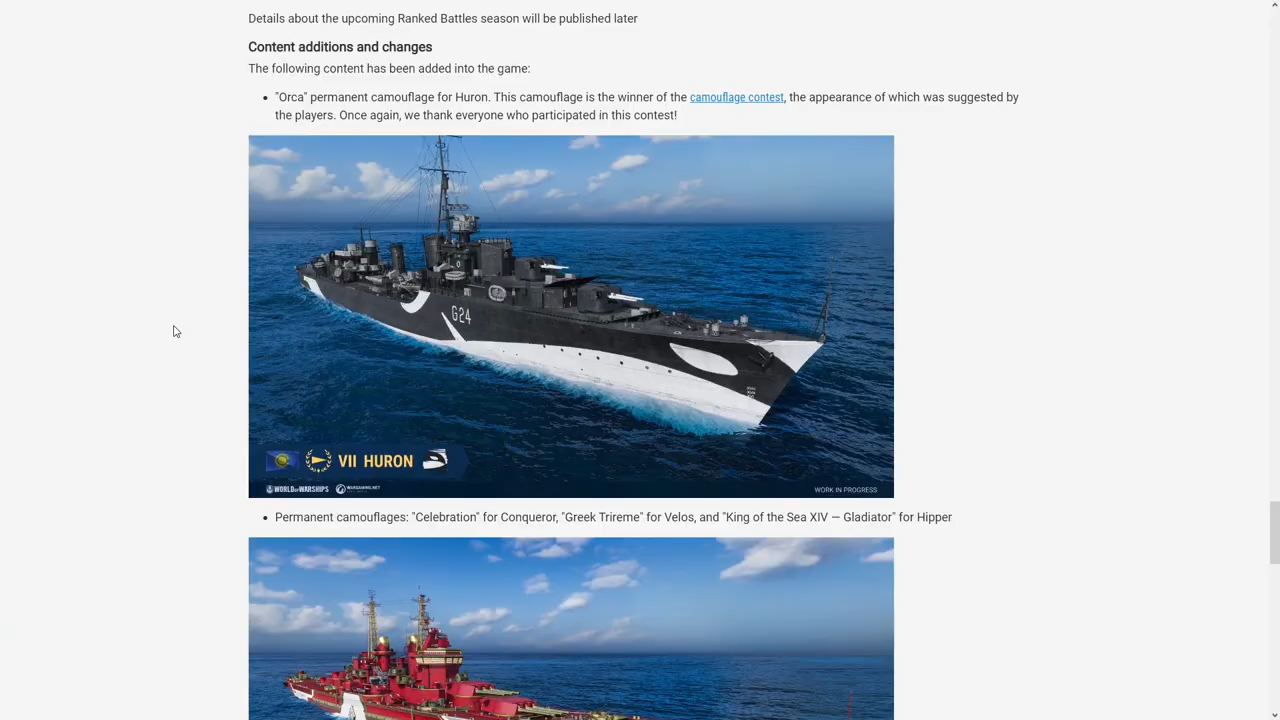 Details about the upcoming Ranked Battles season will be published later
Content additions and changes
The following content has been added into the game:
"Orca" permanent camouflage for Huron. This camouflage is the winner of the camouflage contest, the appearance of which was suggested by
the players. Once again, we thank everyone who participated in this contest!
G24
VII HURON
WORLD OF WARSHIPS WARGAMING.NET
WORK IN PROGRESS
Permanent camouflages: "Celebration" for Conqueror, "Greek Trireme" for Velos, and "King of the Sea XIV — Gladiator" for Hipper